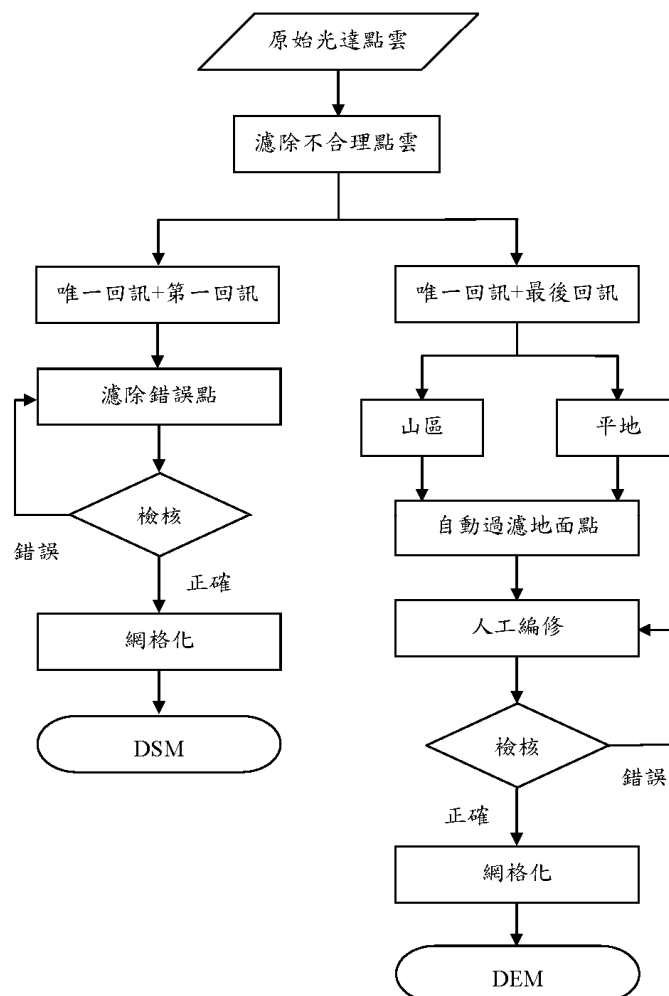 原始光達點雲
濾除不合理點雲
唯一回訊+第一回訊
濾除錯誤點
檢核
錯誤
正確
網格化
DSM
唯一回訊+最後回訊
山區
平地
自動過濾地面點
人工編修
檢核
錯誤
正確
網格化
DEM